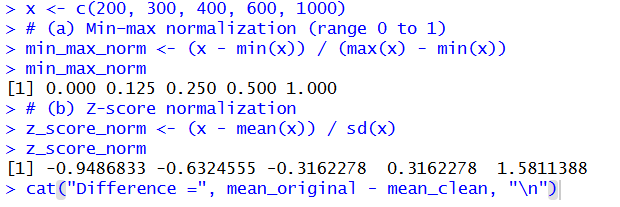 > x <- c(200, 300, 400, 600, 1000)
> # (a) Min-max normalization (range 0 to 1)
> min_max_norm <- (x - min(x)) / (max(x) - min(x))
> min_max_norm
[1] 0.000 0.125 0.250 0.500 1.000
> # (b) Z-score normalization
> z_score_norm <- (x - mean(x)) / sd(x)
> z_score_norm
[1] -0.9486833 -0.6324555 -0.3162278  0.3162278  1.5811388
> cat("Difference =", mean_original - mean_clean, "\n")